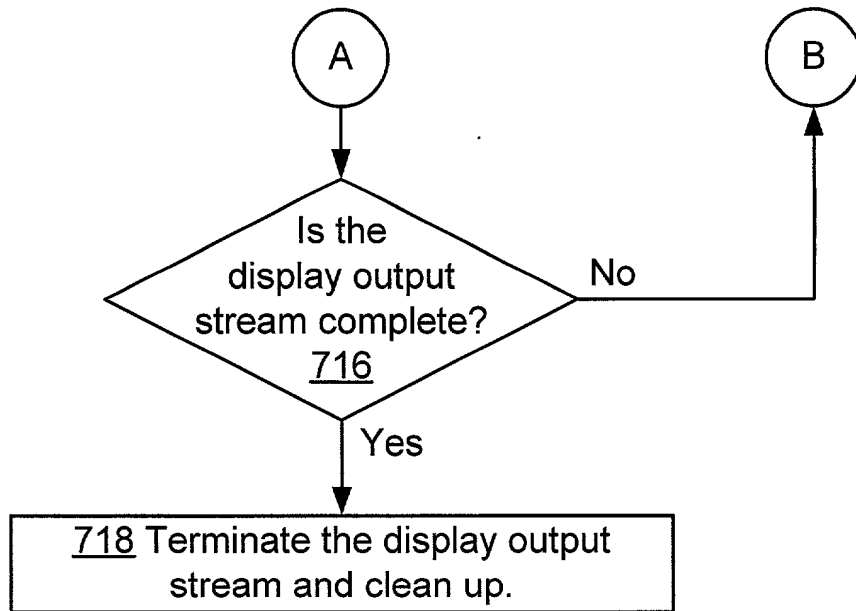 A
B
Is the
display output
stream complete?
716
No
Yes
718 Terminate the display output
stream and clean up.